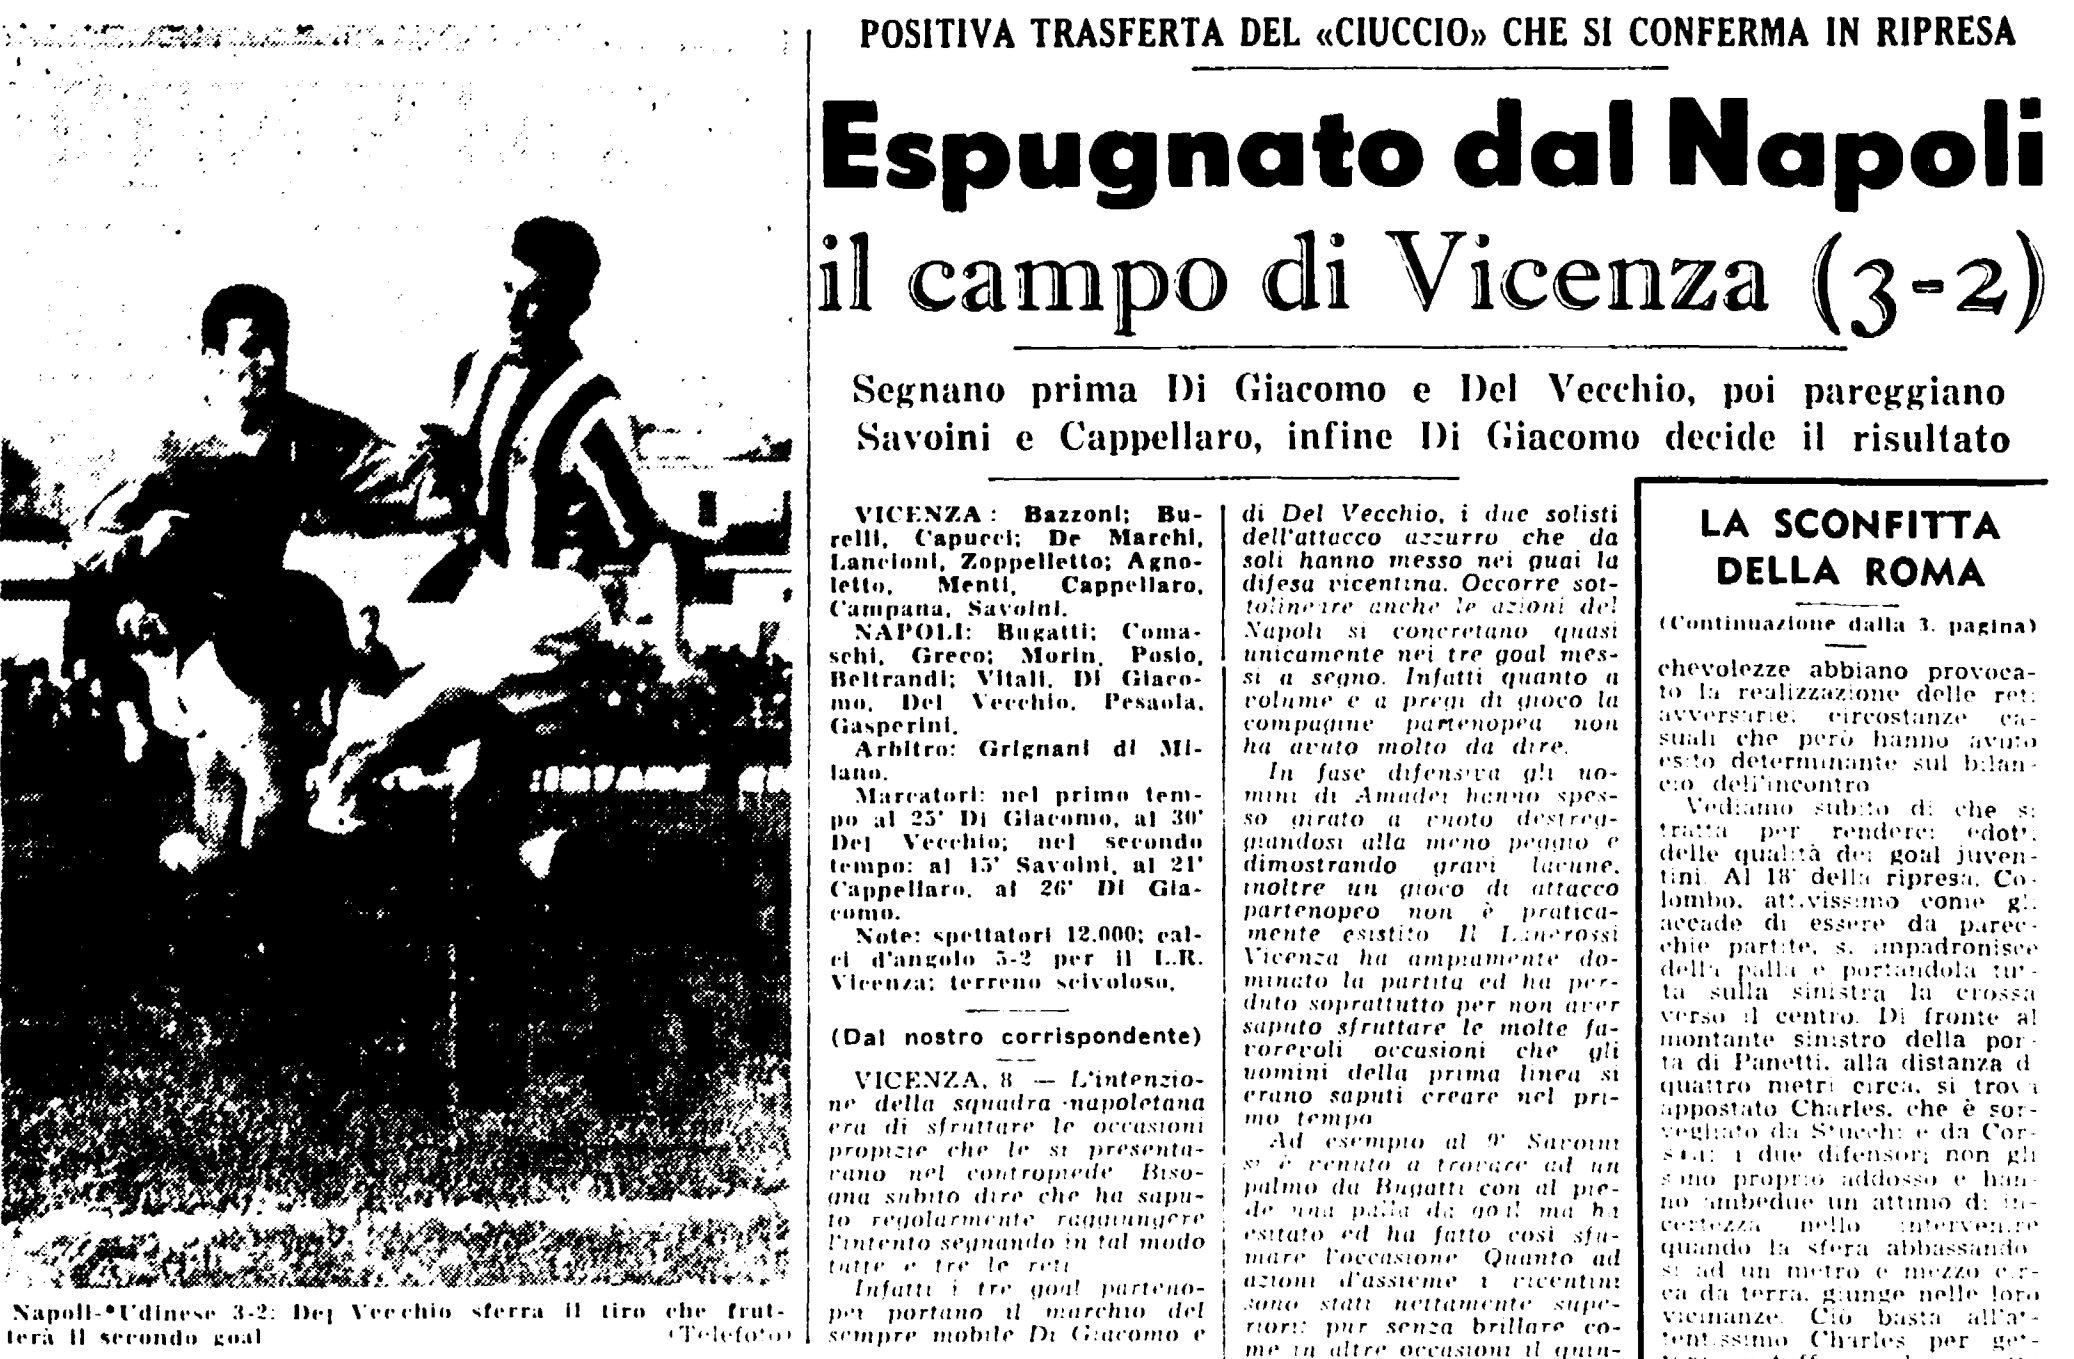 POSITIVA TRASFERTA DEL «CIUCCIO» CHE SI CONFERMA IN RIPRESA
Espugnato dal Napoli
il campo di Vicenza (3-2)
Segnano prima Di Giacomo e Del Vecchio, poi pareggiano
Savoini e Cappellaro, infine Di Giacomo decide il risultato
VICENZA: Bazzoni; Bu-
relli, Capucci; De Marchi,
Lancioni, Zoppelletto; Agno-
letto, Menti, Cappellaro,
Campana, Savoini.
NAPOLI: Bugatti; Coma-
schi, Greco; Morin, Posio,
Beltrandi; Vitali, Di Giaco-
mo, Del Vecchio, Pesaola,
Gasperini.
Arbitro: Grignani di Mi-
lano.
Marcatori: nel primo tem-
po al 25' Di Giacomo, al 30'
Del Vecchio; nel secondo
tempo: al 15' Savoini, al 21'
Cappellaro, al 26' Di Gia-
como.
Note: spettatori 12.000; cal-
ci d'angolo 5-2 per il L.R.
Vicenza; terreno scivoloso.
(Dal nostro corrispondente)
VICENZA, 8 — L'intenzio-
ne della squadra napoletana
era di sfruttare le occasioni
propizie che le si presenta-
vano nel contropiede Biso-
gna subito dire che ha sapu-
to regolarmente raggiungere
l'intento segnando in tal modo
tutte e tre le reti
Infatti i tre goal parteno-
pei portano il marchio del
sempre mobile Di Giacomo e
di Del Vecchio, i due solisti
dell'attacco azzurro che da
soli hanno messo nei guai la
difesa vicentina. Occorre sot-
tolineare anche le azioni del
Napoli si concretano quasi
unicamente nei tre goal mes-
si a segno. Infatti quanto a
volume e a pregi di gioco la
compagine partenopea non
ha avuto molto da dire.
In fase difensiva gli uo-
mini di Amadei hanno spes-
so girato a vuoto destreg-
giandosi alla meno peggio e
dimostrando gravi lacune,
inoltre un gioco di attacco
partenopeo non è pratica-
mente esistito Il Lanerossi
Vicenza ha ampiamente do-
minato la partita ed ha per-
duto soprattutto per non aver
saputo sfruttare le molte fa-
vorevoli occasioni che gli
uomini della prima linea si
erano saputi creare nel pri-
mo tempo
Ad esempio al 9' Savoini
si è venuto a trovare ad un
palmo da Bugatti con al pie-
de una palla da goal ma ha
esitato ed ha fatto così sfu-
mare l'occasione Quanto ad
azioni d'assieme i vicentini
sono stati nettamente supe-
riori; pur senza brillare co-
me in altre occasioni il quin-
LA SCONFITTA
DELLA ROMA
(Continuazione dalla 3. pagina)
chevolezze abbiano provoca-
to la realizzazione delle reti
avversarie; circostanze ca-
suali che però hanno avuto
esito determinante sul bilan-
cio dell'incontro
Vediamo subito di che si
tratta per rendere edotti
delle qualità dei goal juven-
tini. Al 18' della ripresa, Co-
lombo, attivissimo come gli
accade di essere da parec-
chie partite, si impadronisce
della palla e portandola tut-
ta sulla sinistra la crossa
verso il centro. Di fronte al
montante sinistro della por-
ta di Panetti, alla distanza di
quattro metri circa, si trova
appostato Charles, che è sor-
vegliato da Stucchi e da Cor-
sini; i due difensori non gli
sono proprio addosso e han-
no ambedue un attimo di in-
certezza nello intervenire
quando la sfera abbassando
si ad un metro e mezzo cir-
ca da terra, giunge nelle loro
vicinanze. Ciò basta all'at-
tentissimo Charles per get-
Napoli-*Udinese 3-2: Del Vecchio sferra il tiro che frut-
terà il secondo goal (Telefoto)